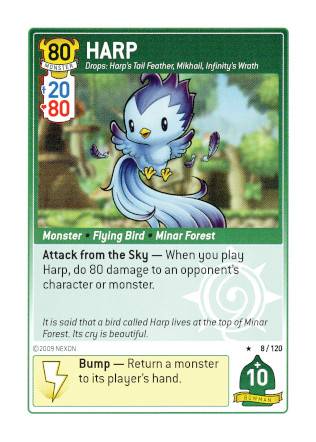 80 HARP
MONSTER
Drops: Harp's Tail Feather, Mikhail, Infinity's Wrath
20
80
Monster • Flying Bird • Minar Forest
Attack from the Sky — When you play
Harp, do 80 damage to an opponent's
character or monster.
It is said that a bird called Harp lives at the top of Minar
Forest. Its cry is beautiful.
©2009 NEXON
★ 8/120
Bump — Return a monster
to its player's hand.
10
BOWMAN